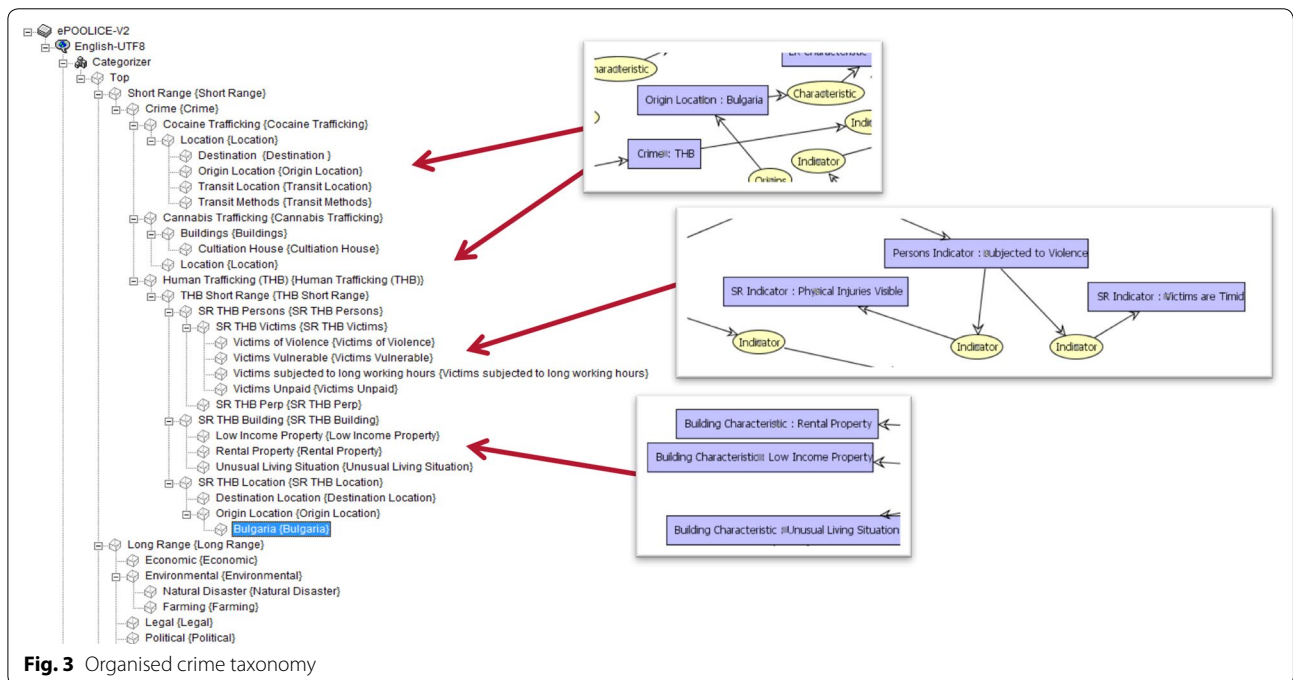 ePOOLICE-V2
English-UTF8
Categorizer
Top
Short Range {Short Range}
Crime {Crime}
Cocaine Trafficking {Cocaine Trafficking}
Location {Location}
Destination {Destination }
Origin Location {Origin Location}
Transit Location {Transit Location}
Transit Methods {Transit Methods}
Cannabis Trafficking {Cannabis Trafficking}
Buildings {Buildings}
Cultiation House {Cultiation House}
Location {Location}
Human Trafficking (THB) {Human Trafficking (THB)}
THB Short Range {THB Short Range}
SR THB Persons {SR THB Persons}
SR THB Victims {SR THB Victims}
Victims of Violence {Victims of Violence}
Victims Vulnerable {Victims Vulnerable}
Victims subjected to long working hours {Victims subjected to long working hours}
Victims Unpaid {Victims Unpaid}
SR THB Perp {SR THB Perp}
SR THB Building {SR THB Building}
Low Income Property {Low Income Property}
Rental Property {Rental Property}
Unusual Living Situation {Unusual Living Situation}
SR THB Location {SR THB Location}
Destination Location {Destination Location}
Origin Location {Origin Location}
Bulgaria {Bulgaria}
Long Range {Long Range}
Economic {Economic}
Environmental {Environmental}
Natural Disaster {Natural Disaster}
Farming {Farming}
Legal {Legal}
Political {Political}
Characteristic
Origin Location : Bulgaria
Characteristic
Crime : THB
Indicator
Persons Indicator : Subjected to Violence
SR Indicator : Physical Injuries Visible
SR Indicator : Victims are Timid
Indicator
Indicator
Indicator
Building Characteristic : Rental Property
Building Characteristic : Low Income Property
Building Characteristic : Unusual Living Situation
Fig. 3 Organised crime taxonomy